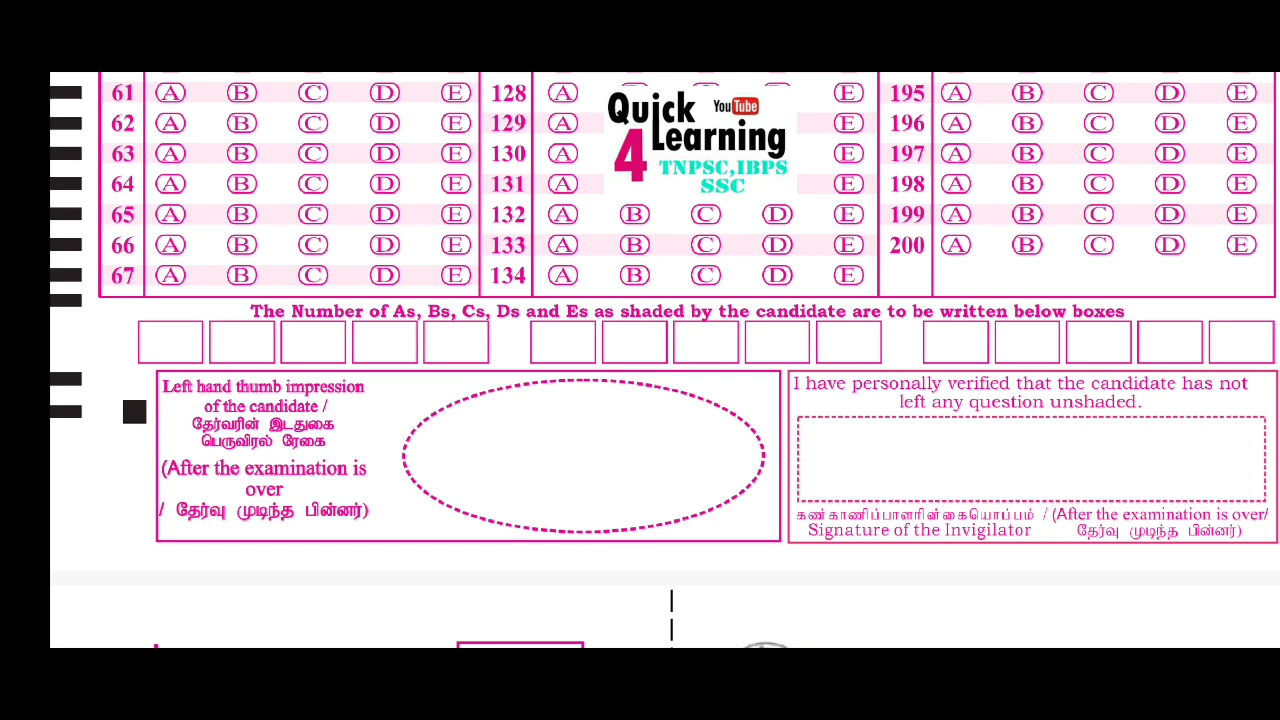 61 A B C D E 128 A E 195 A B C D E
62 A B C D E 129 A E 196 A B C D E
63 A B C D E 130 A E 197 A B C D E
64 A B C D E 131 A E 198 A B C D E
65 A B C D E 132 A B C D E 199 A B C D E
66 A B C D E 133 A B C D E 200 A B C D E
67 A B C D E 134 A B C D E
Quick YouTube
4 Learning
TNPSC,IBPS
SSC
The Number of As, Bs, Cs, Ds and Es as shaded by the candidate are to be written below boxes
Left hand thumb impression
of the candidate /
தேர்வரின் இடதுகை
பெருவிரல் ரேகை
(After the examination is
over
/ தேர்வு முடிந்த பின்னர்)
I have personally verified that the candidate has not
left any question unshaded.
கண்காணிப்பாளரின்கையொப்பம் / (After the examination is over/
Signature of the Invigilator தேர்வு முடிந்த பின்னர்)